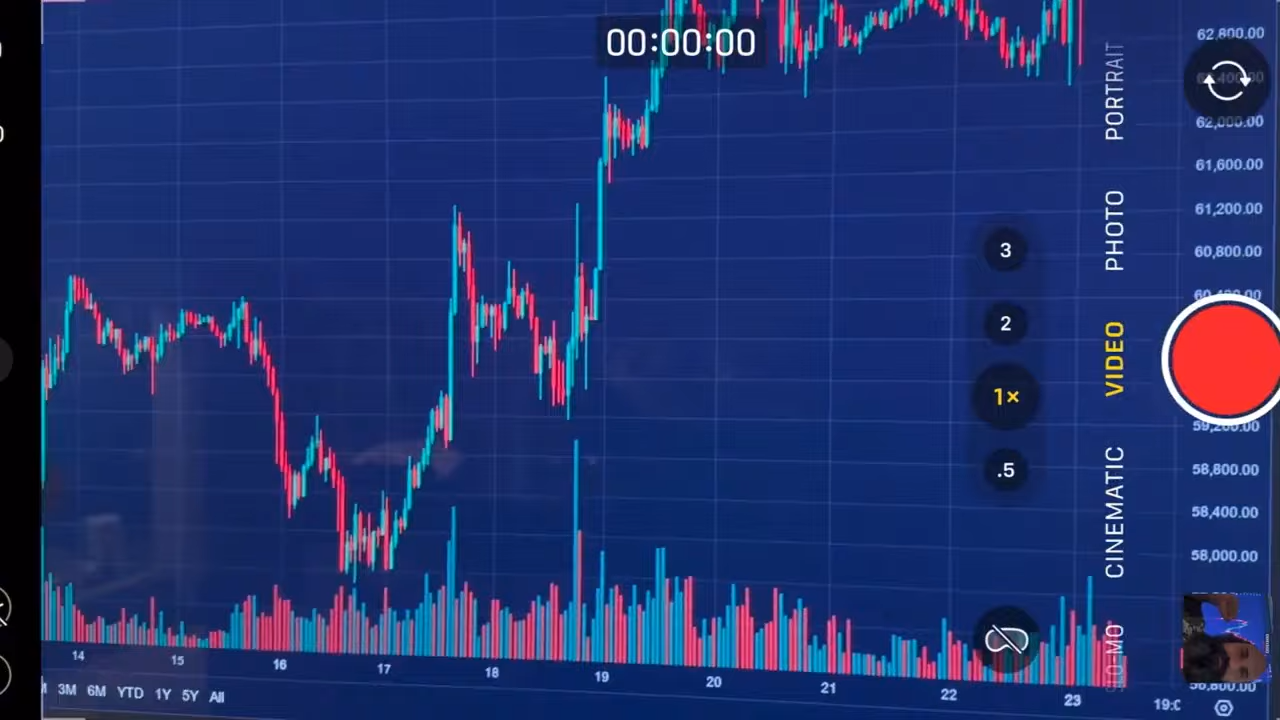 00:00:00
62,800.00
62,000.00
61,600.00
61,200.00
60,800.00
59,200.00
58,800.00
58,400.00
58,000.00
PORTRAIT
PHOTO
VIDEO
CINEMATIC
SLO-MO
3
2
1×
.5
14 15 16 17 18 19 20 21 22 23
3M 6M YTD 1Y 5Y All